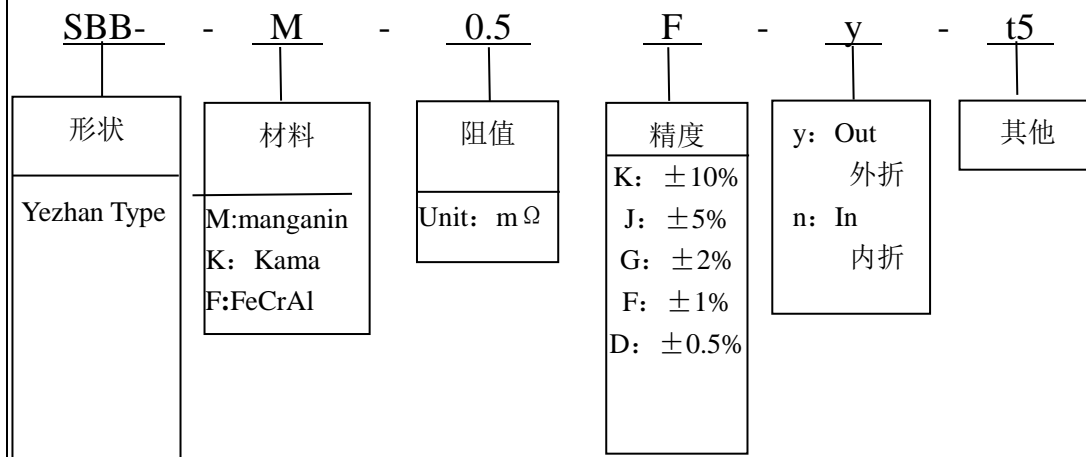 SBB- - M - 0.5 F - y - t5
形状
Yezhan Type
材料
M:manganin
K: Kama
F:FeCrAl
阻值
Unit: mΩ
精度
K: ±10%
J: ±5%
G: ±2%
F: ±1%
D: ±0.5%
y: Out
外折
n: In
内折
其他